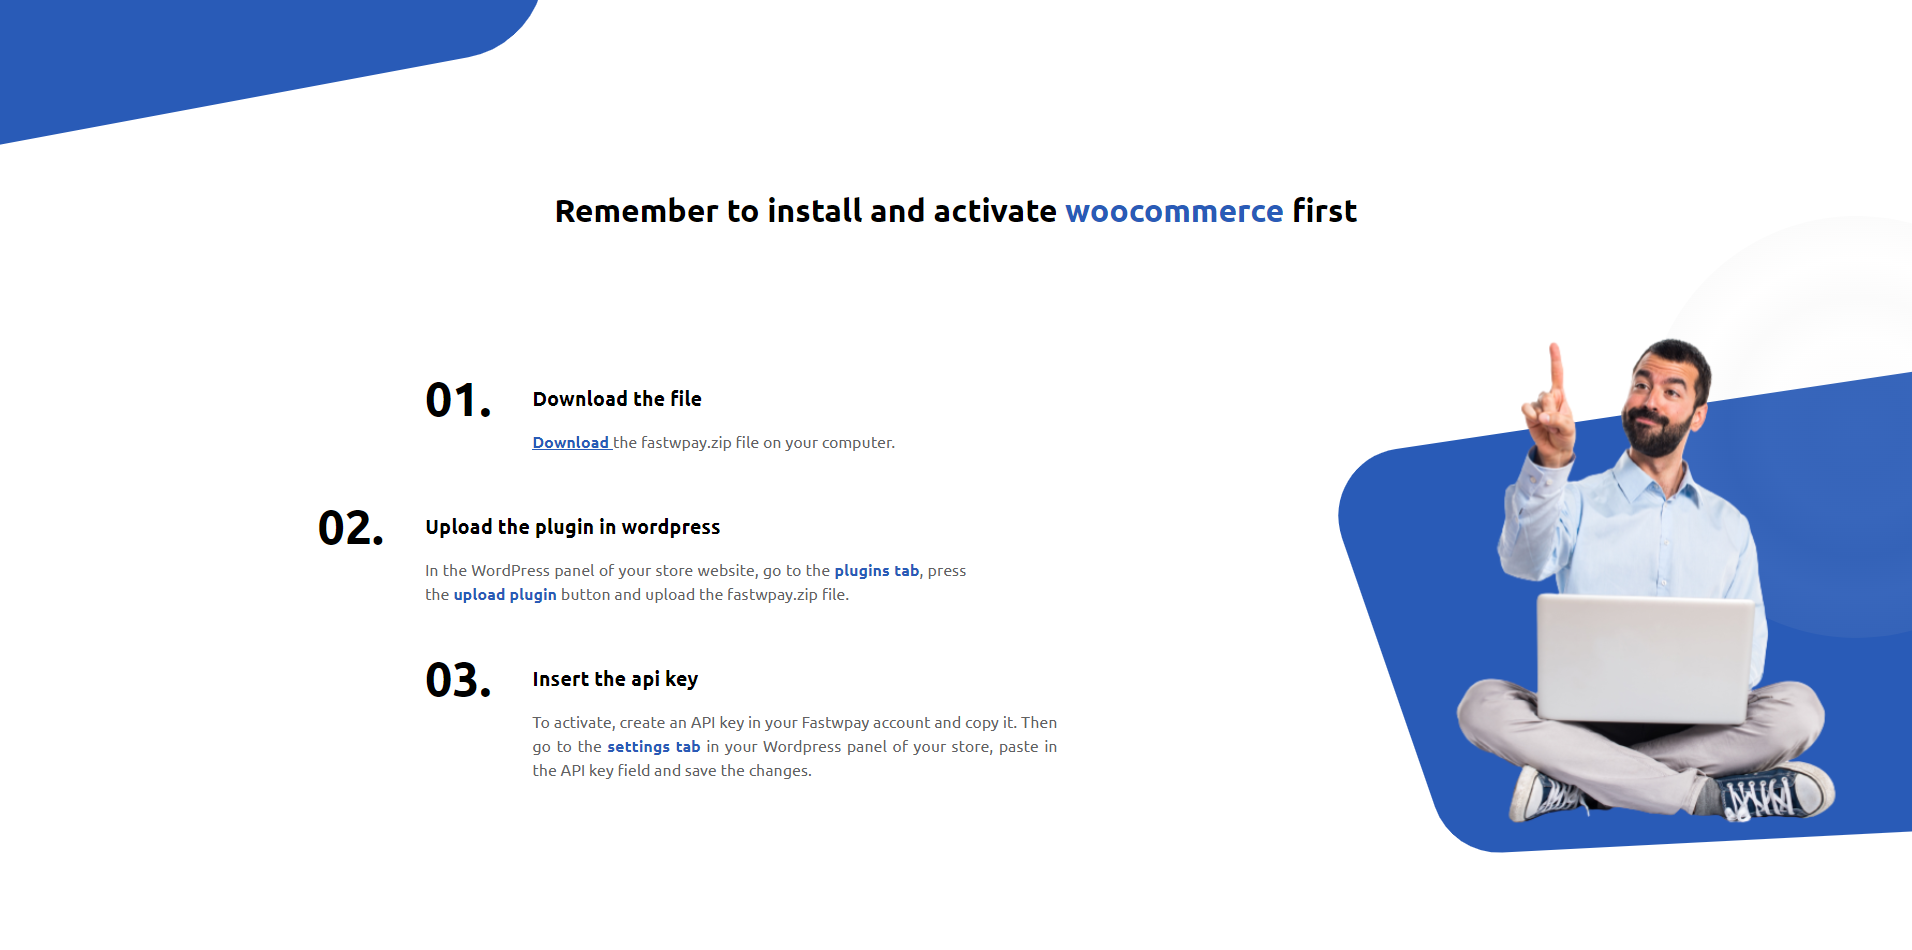 Remember to install and activate woocommerce first
01.
Download the file
Download the fastwpay.zip file on your computer.
02.
Upload the plugin in wordpress
In the WordPress panel of your store website, go to the plugins tab, press
the upload plugin button and upload the fastwpay.zip file.
03.
Insert the api key
To activate, create an API key in your Fastwpay account and copy it. Then
go to the settings tab in your Wordpress panel of your store, paste in
the API key field and save the changes.